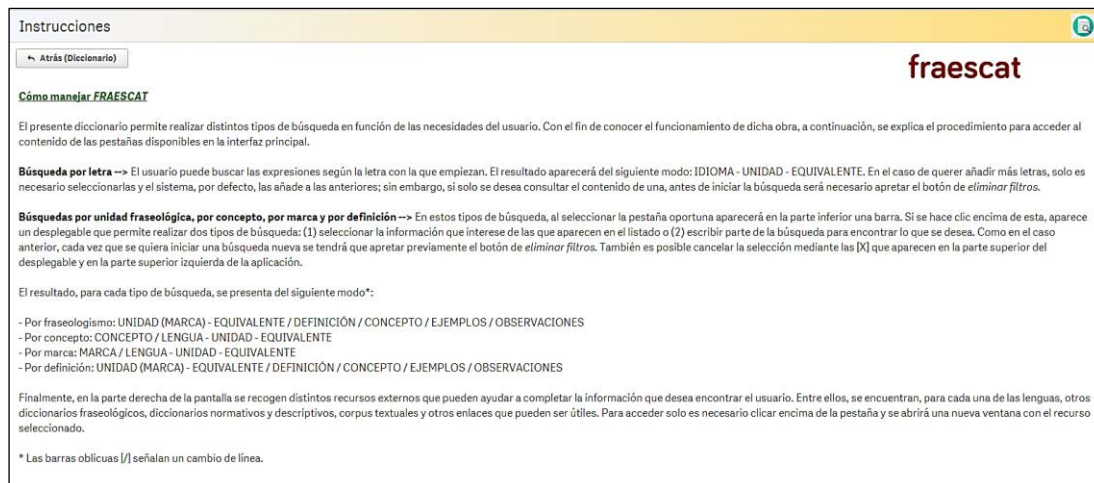 Instrucciones
Atrás (Diccionario)
fraescat
Cómo manejar FRAESCAT
El presente diccionario permite realizar distintos tipos de búsqueda en función de las necesidades del usuario. Con el fin de conocer el funcionamiento de dicha obra, a continuación, se explica el procedimiento para acceder al
contenido de las pestañas disponibles en la interfaz principal.
Búsqueda por letra --> El usuario puede buscar las expresiones según la letra con la que empiezan. El resultado aparecerá del siguiente modo: IDIOMA - UNIDAD - EQUIVALENTE. En el caso de querer añadir más letras, solo es
necesario seleccionarlas y el sistema, por defecto, las añade a las anteriores; sin embargo, si solo se desea consultar el contenido de una, antes de iniciar la búsqueda será necesario apretar el botón de eliminar filtros.
Búsquedas por unidad fraseológica, por concepto, por marca y por definición --> En estos tipos de búsqueda, al seleccionar la pestaña oportuna aparecerá en la parte inferior una barra. Si se hace clic encima de esta, aparece
un desplegable que permite realizar dos tipos de búsqueda: (1) seleccionar la información que interese de las que aparecen en el listado o (2) escribir parte de la búsqueda para encontrar lo que se desea. Como en el caso
anterior, cada vez que se quiera iniciar una búsqueda nueva se tendrá que apretar previamente el botón de eliminar filtros. También es posible cancelar la selección mediante las [X] que aparecen en la parte superior del
desplegable y en la parte superior izquierda de la aplicación.
El resultado, para cada tipo de búsqueda, se presenta del siguiente modo*:
- Por fraseologismo: UNIDAD (MARCA) - EQUIVALENTE / DEFINICIÓN / CONCEPTO / EJEMPLOS / OBSERVACIONES
- Por concepto: CONCEPTO / LENGUA - UNIDAD - EQUIVALENTE
- Por marca: MARCA / LENGUA - UNIDAD - EQUIVALENTE
- Por definición: UNIDAD (MARCA) - EQUIVALENTE / DEFINICIÓN / CONCEPTO / EJEMPLOS / OBSERVACIONES
Finalmente, en la parte derecha de la pantalla se recogen distintos recursos externos que pueden ayudar a completar la información que desea encontrar el usuario. Entre ellos, se encuentran, para cada una de las lenguas, otros
diccionarios fraseológicos, diccionarios normativos y descriptivos, corpus textuales y otros enlaces que pueden ser útiles. Para acceder solo es necesario clicar encima de la pestaña y se abrirá una nueva ventana con el recurso
seleccionado.
* Las barras oblicuas [/] señalan un cambio de línea.